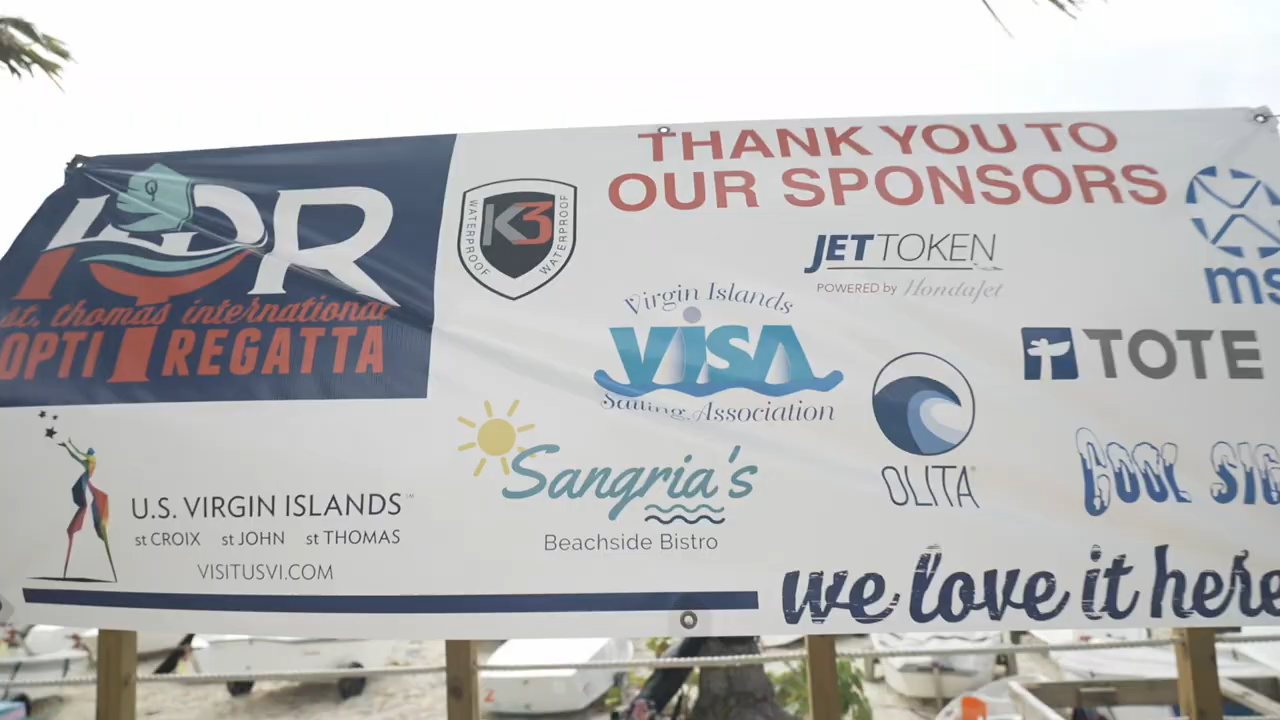 THANK YOU TO
OUR SPONSORS
st. thomas international
OPTI REGATTA
K3
WATERPROOF
WATERPROOF
JETTOKEN
POWERED by HondaJet
Virgin Islands
VISA
Sailing Association
ms
TOTE
OLITA
COOL
Sangria's
Beachside Bistro
U.S. VIRGIN ISLANDS™
st CROIX st JOHN st THOMAS
VISITUSVI.COM
we love it here